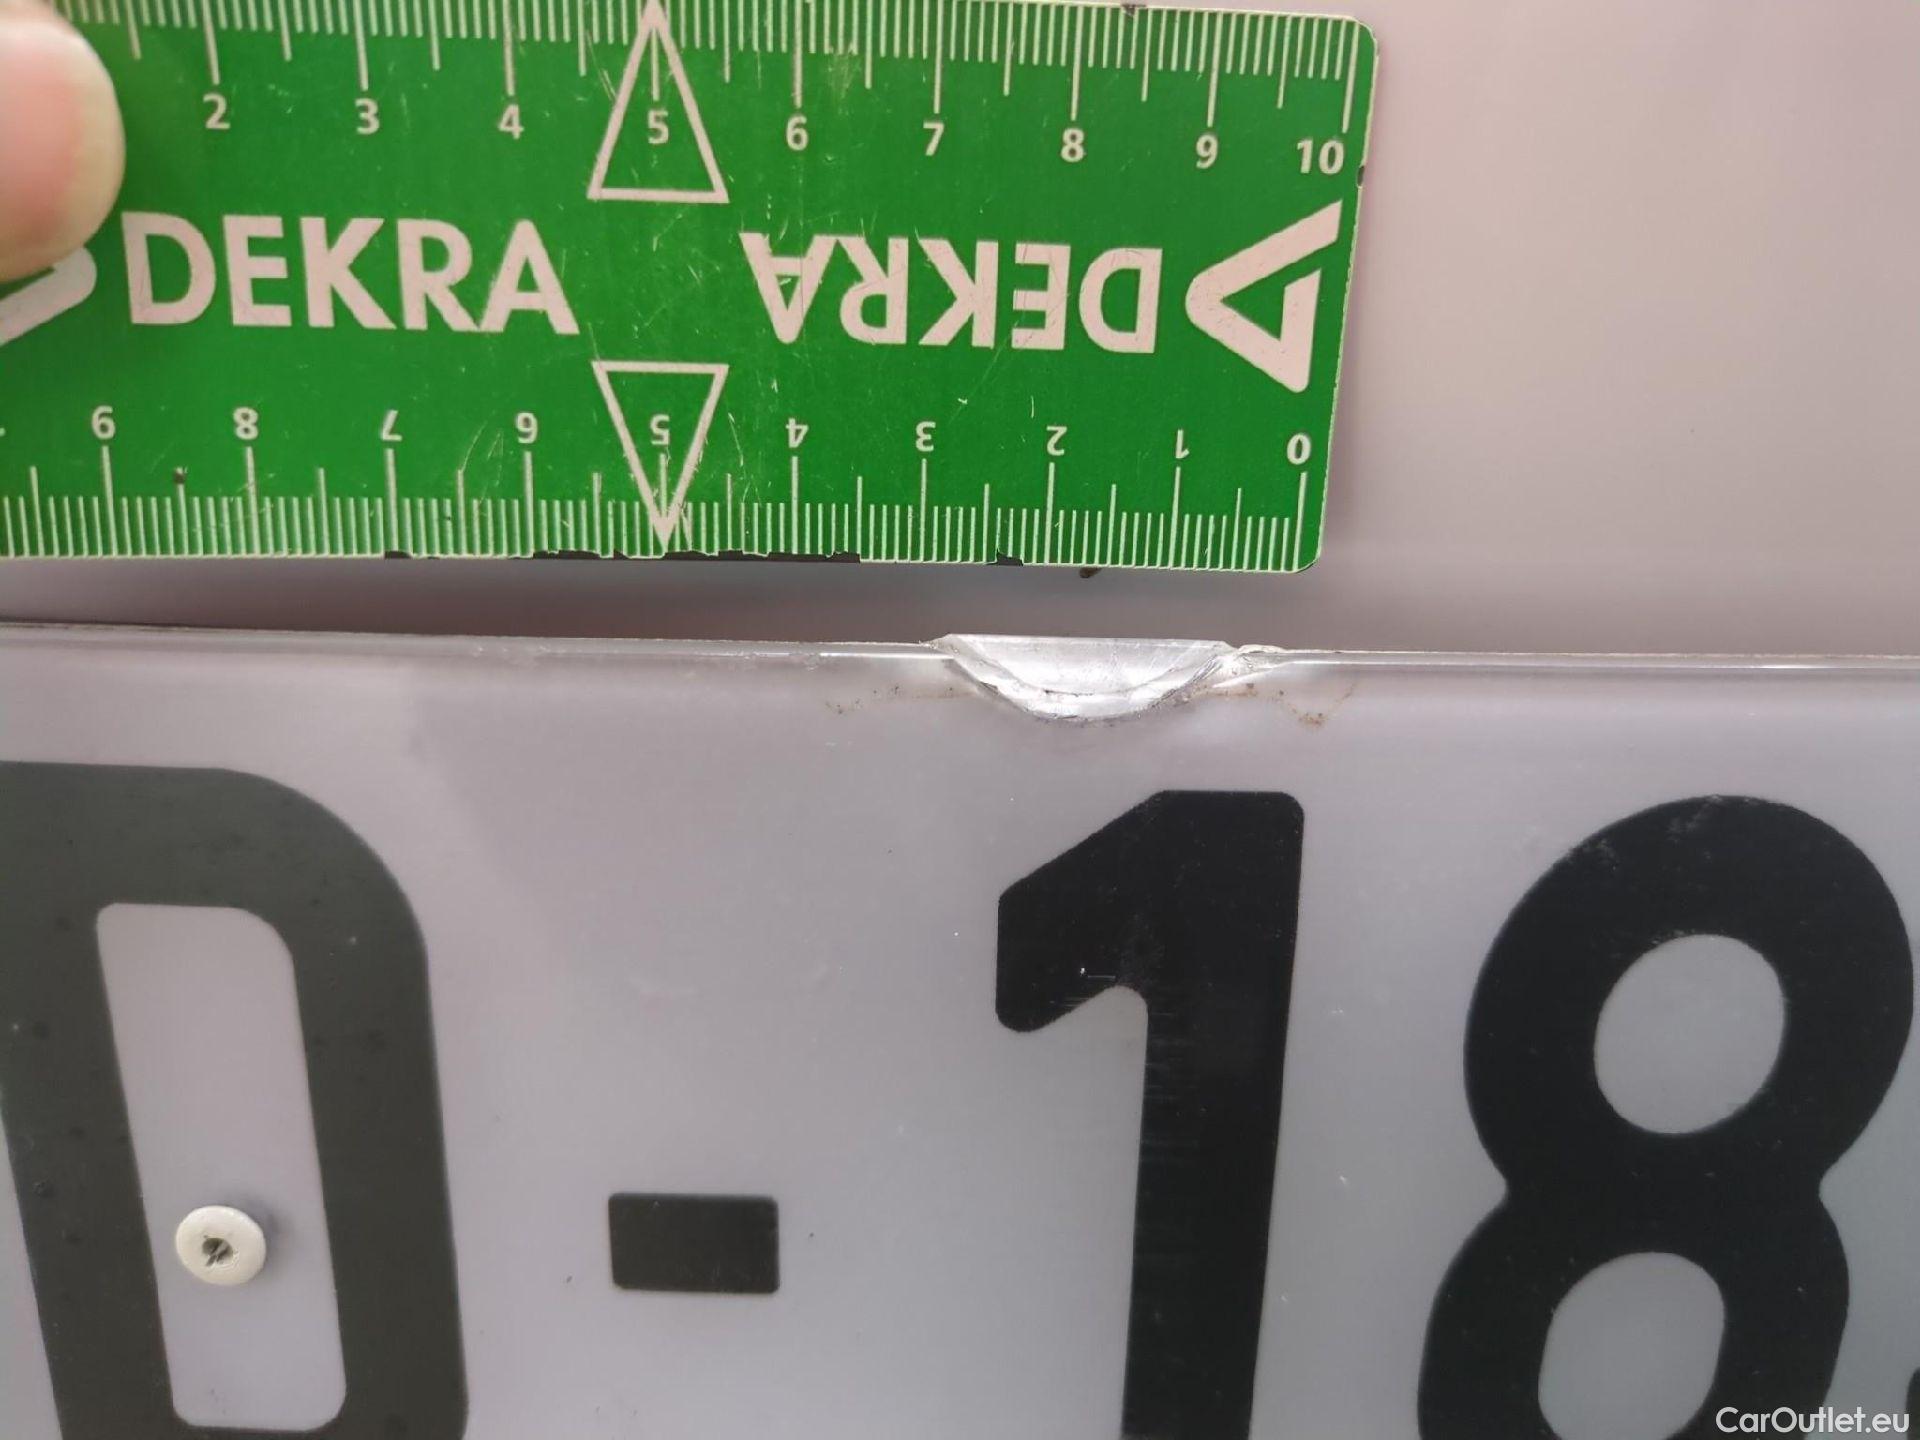 2 3 4 5 6 7 8 9 10
DEKRA DEKRA
9 8 7 6 5 4 3 2 1 0
D-18
CarOutlet.eu